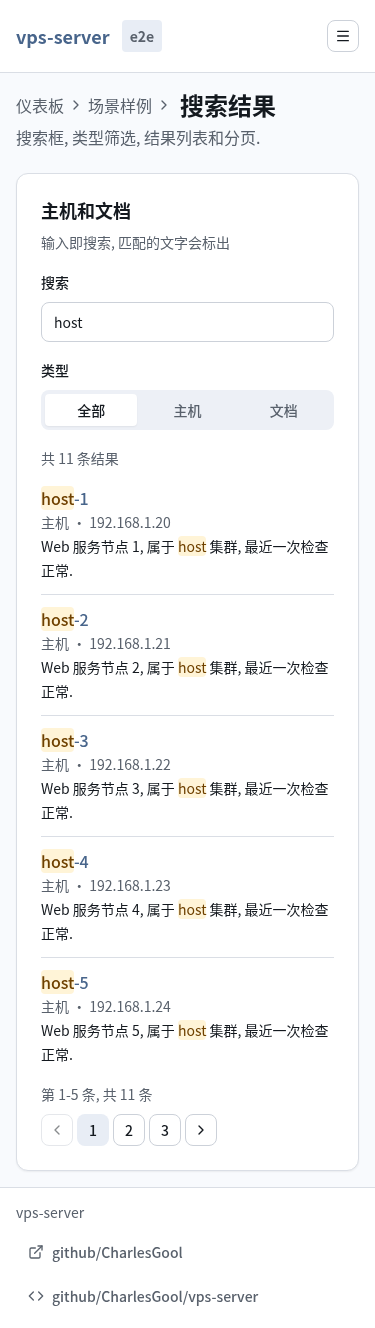 vps-server e2e
仪表板 > 场景样例 > 搜索结果
搜索框, 类型筛选, 结果列表和分页.
主机和文档
输入即搜索, 匹配的文字会标出
搜索
host
类型
全部 主机 文档
共 11 条结果
host-1
主机 · 192.168.1.20
Web 服务节点 1, 属于 host 集群, 最近一次检查
正常.
host-2
主机 · 192.168.1.21
Web 服务节点 2, 属于 host 集群, 最近一次检查
正常.
host-3
主机 · 192.168.1.22
Web 服务节点 3, 属于 host 集群, 最近一次检查
正常.
host-4
主机 · 192.168.1.23
Web 服务节点 4, 属于 host 集群, 最近一次检查
正常.
host-5
主机 · 192.168.1.24
Web 服务节点 5, 属于 host 集群, 最近一次检查
正常.
第 1-5 条, 共 11 条
1 2 3
vps-server
github/CharlesGool
github/CharlesGool/vps-server